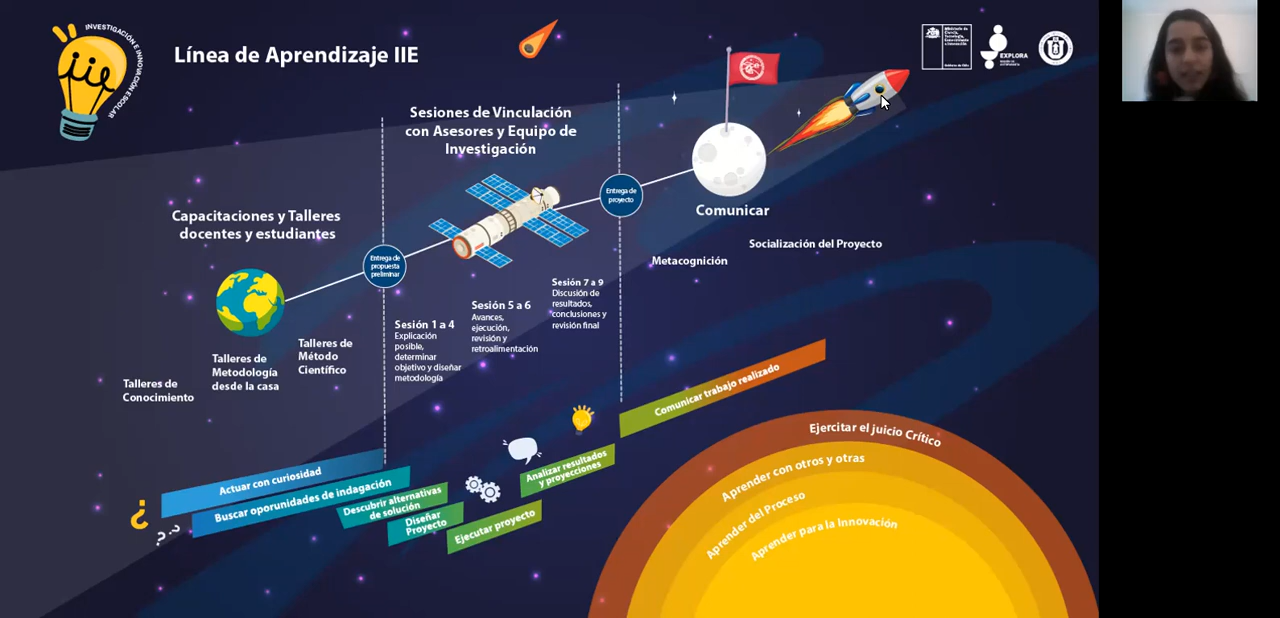 INVESTIGACIÓN E INNOVACIÓN ESCOLAR
iie
Línea de Aprendizaje IIE
EXPLORA
Sesiones de Vinculación
con Asesores y Equipo de
Investigación
Entrega de
proyecto
Comunicar
Capacitaciones y Talleres
docentes y estudiantes
Entrega de
propuesta
preliminar
Socialización del Proyecto
Metacognición
Sesión 7 a 9
Discusión de
resultados,
conclusiones y
revisión final
Sesión 5 a 6
Avances,
ejecución,
revisión y
retroalimentación
Sesión 1 a 4
Explicación
posible,
determinar
objetivo y diseñar
metodología
Talleres de
Método
Científico
Talleres de
Metodología
desde la casa
Talleres de
Conocimiento
Comunicar trabajo realizado
Actuar con curiosidad
Buscar oportunidades de indagación
Descubrir alternativas
de solución
Diseñar
Proyecto
Ejecutar proyecto
Analizar resultados
y proyecciones
¿
? ?
Ejercitar el juicio Crítico
Aprender con otros y otras
Aprender del Proceso
Aprender para la Innovación